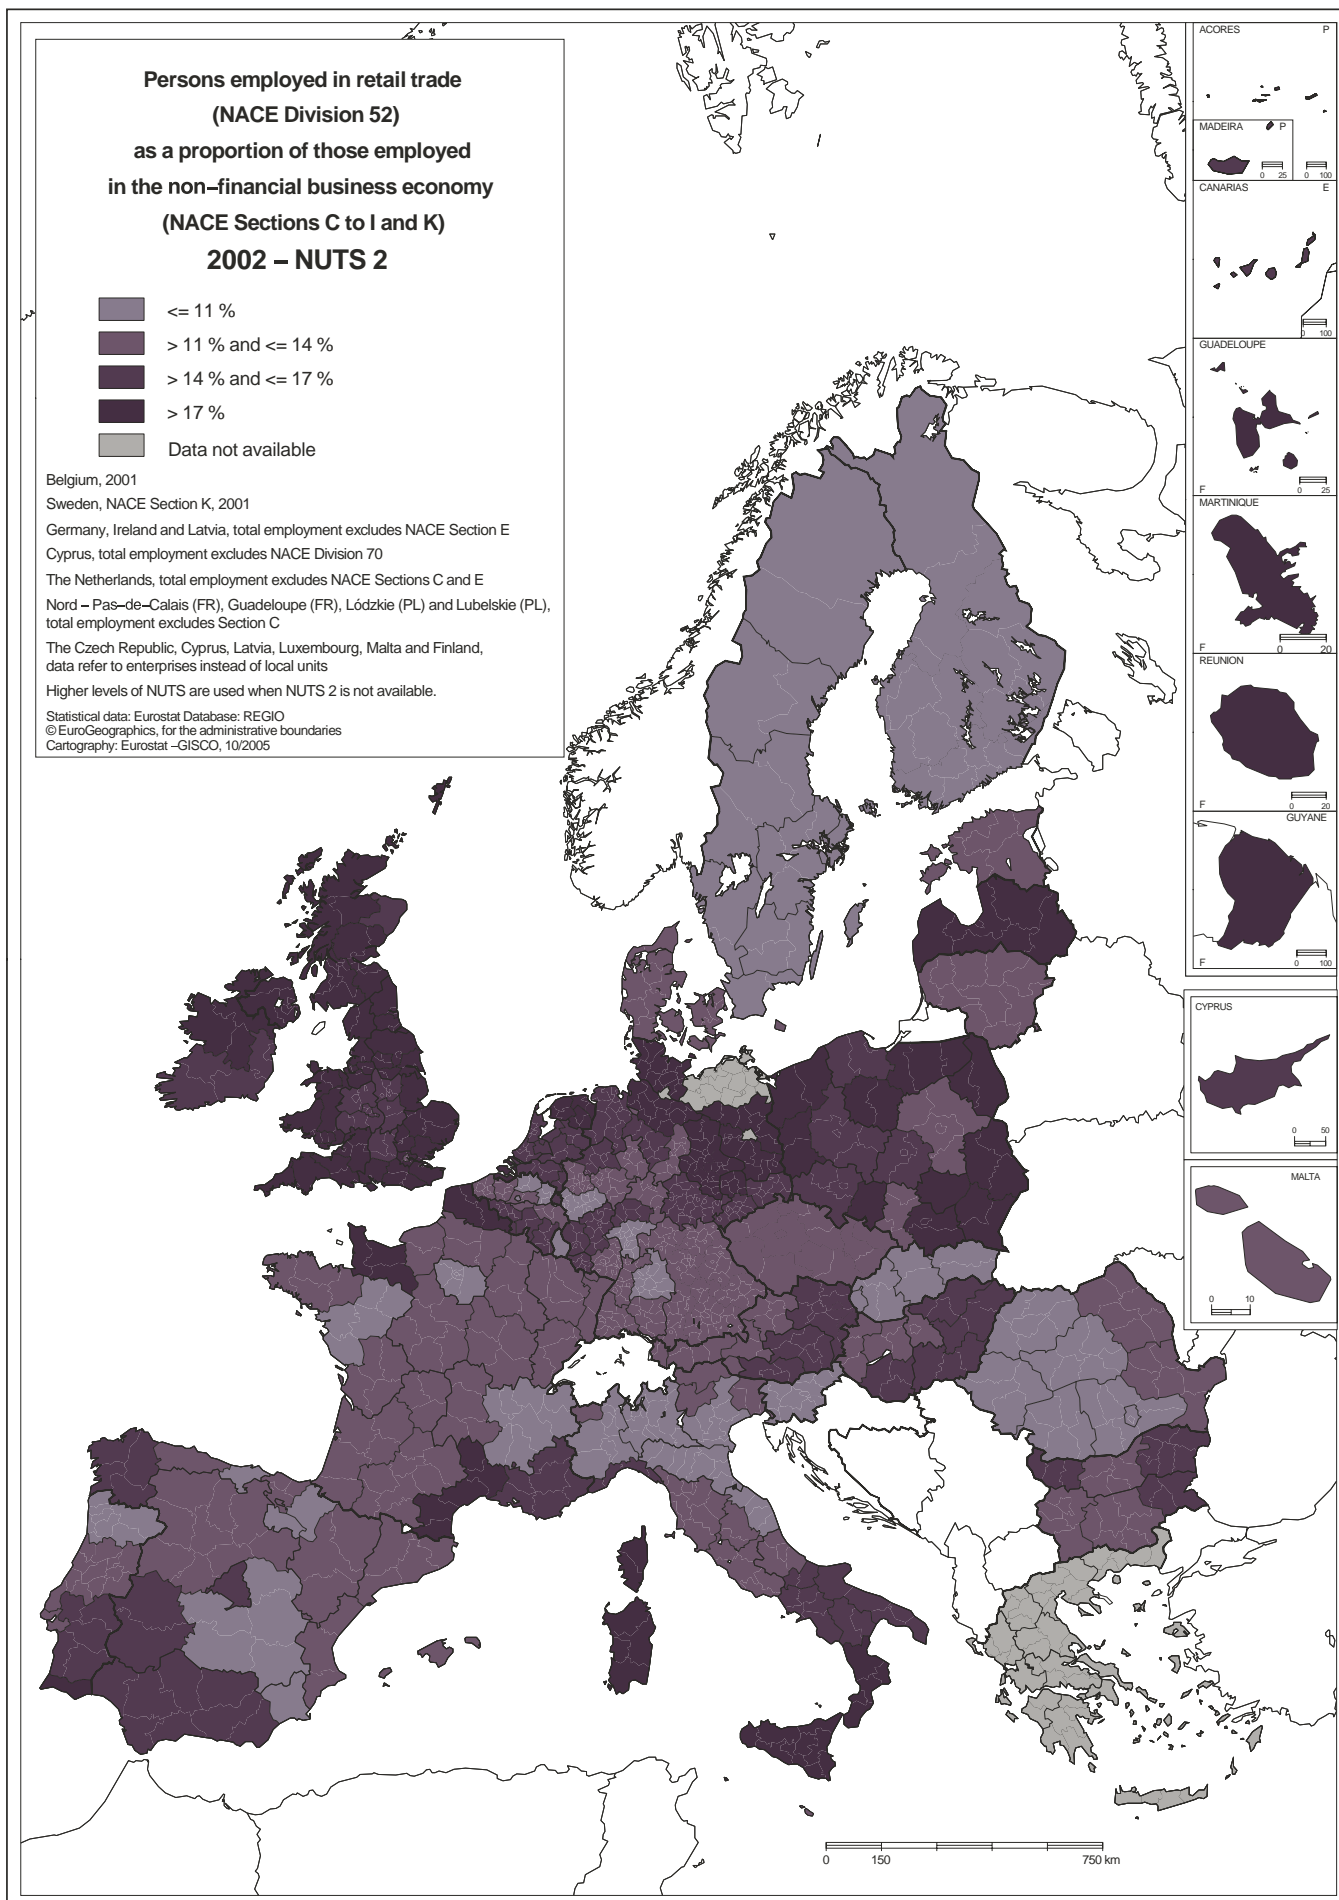 Persons employed in retail trade
(NACE Division 52)
as a proportion of those employed
in the non–financial business economy
(NACE Sections C to I and K)
2002 – NUTS 2
<= 11 %
> 11 % and <= 14 %
> 14 % and <= 17 %
> 17 %
Data not available
Belgium, 2001
Sweden, NACE Section K, 2001
Germany, Ireland and Latvia, total employment excludes NACE Section E
Cyprus, total employment excludes NACE Division 70
The Netherlands, total employment excludes NACE Sections C and E
Nord – Pas–de–Calais (FR), Guadeloupe (FR), Lódzkie (PL) and Lubelskie (PL),
total employment excludes Section C
The Czech Republic, Cyprus, Latvia, Luxembourg, Malta and Finland,
data refer to enterprises instead of local units
Higher levels of NUTS are used when NUTS 2 is not available.
Statistical data: Eurostat Database: REGIO
© EuroGeographics, for the administrative boundaries
Cartography: Eurostat –GISCO, 10/2005
ACORES P
MADEIRA P
0 25 0 100
CANARIAS E
0 100
GUADELOUPE
F 0 25
MARTINIQUE
F 0 20
REUNION
F 0 20
GUYANE
F 0 100
CYPRUS
0 50
MALTA
0 10
0 150 750 km